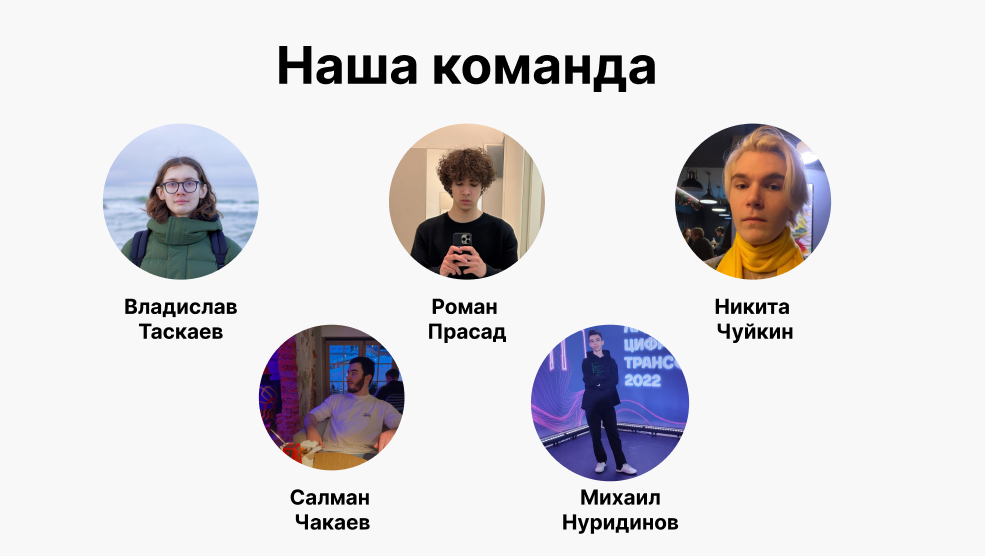 Наша команда
Владислав
Таскаев
Роман
Прасад
Никита
Чуйкин
ЦИФР
ТРАНС
2022
Салман
Чакаев
Михаил
Нуридинов